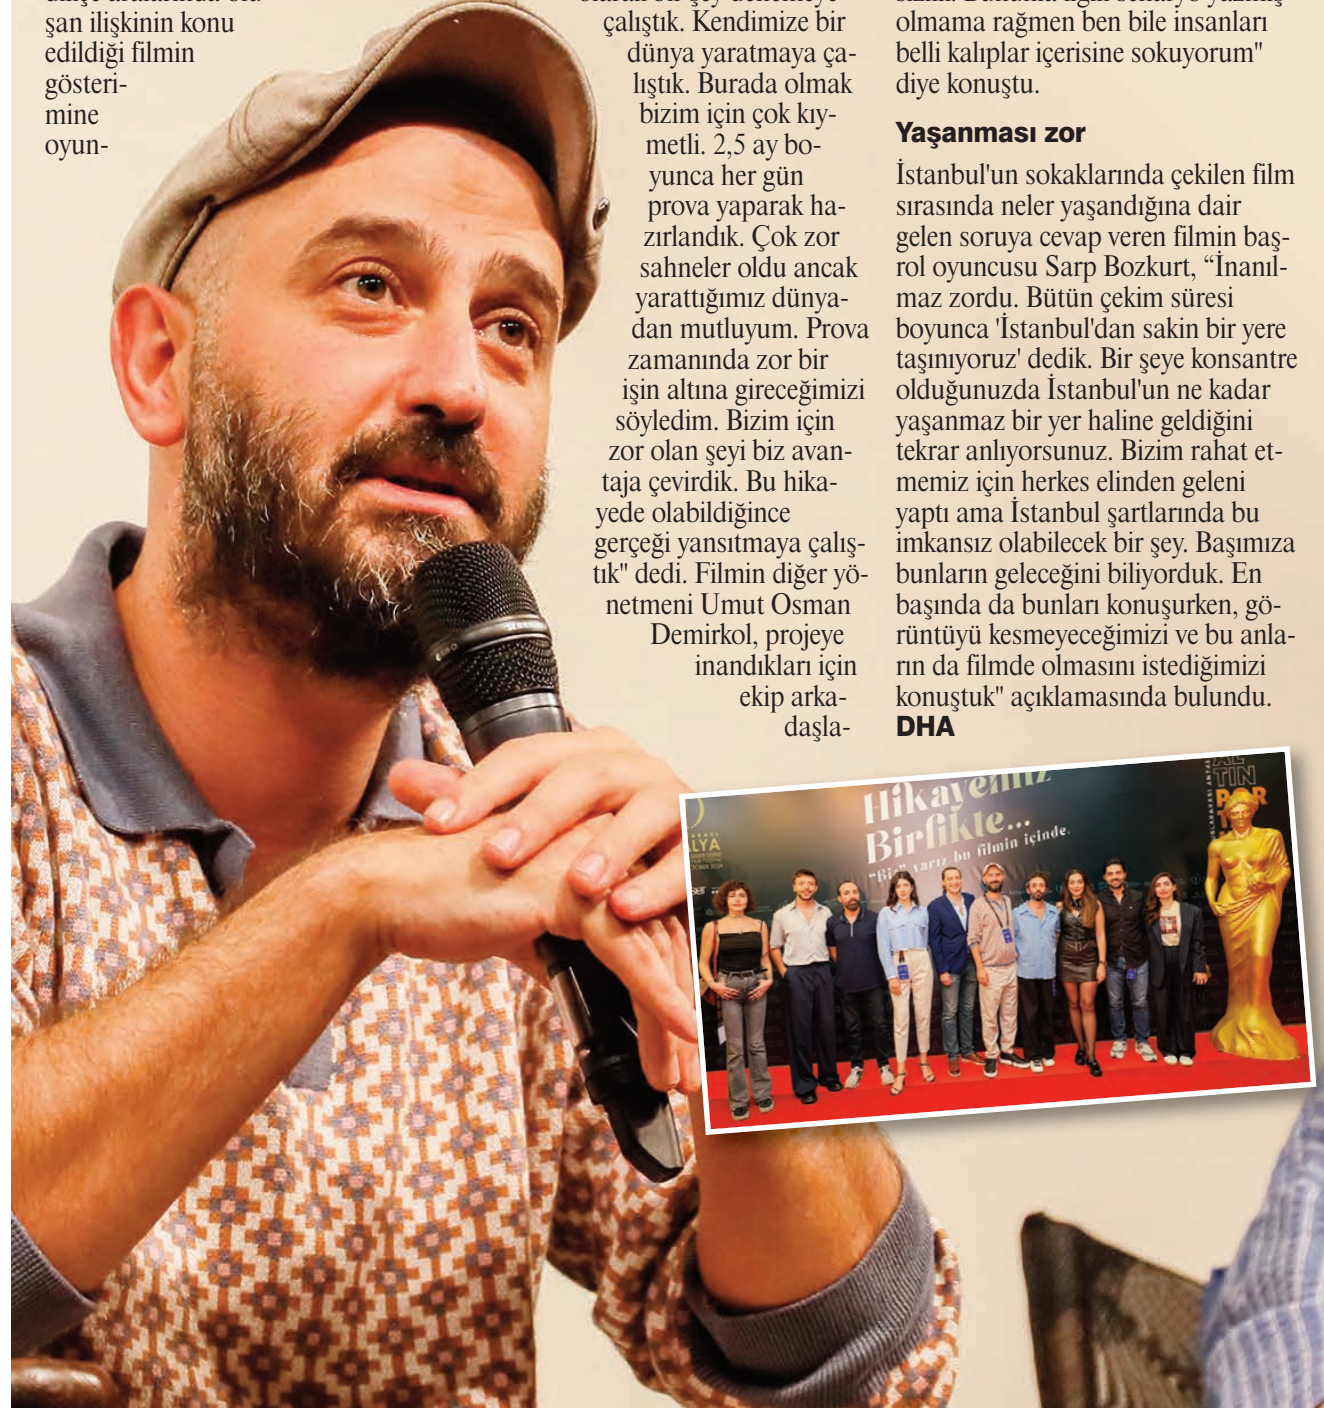 şan ilişkinin konu
edildiği filmin
gösteri-
mine
oyun-
çalıştık. Kendimize bir
dünya yaratmaya ça-
lıştık. Burada olmak
bizim için çok kıy-
metli. 2,5 ay bo-
yunca her gün
prova yaparak ha-
zırlandık. Çok zor
sahneler oldu ancak
yarattığımız dünya-
dan mutluyum. Prova
zamanında zor bir
işin altına gireceğimizi
söyledim. Bizim için
zor olan şeyi biz avan-
taja çevirdik. Bu hika-
yede olabildiğince
gerçeği yansıtmaya çalış-
tık" dedi. Filmin diğer yö-
netmeni Umut Osman
Demirkol, projeye
inandıkları için
ekip arka-
daşla-
olmama rağmen ben bile insanları
belli kalıplar içerisine sokuyorum"
diye konuştu.
Yaşanması zor
İstanbul'un sokaklarında çekilen film
sırasında neler yaşandığına dair
gelen soruya cevap veren filmin baş-
rol oyuncusu Sarp Bozkurt, “İnanıl-
maz zordu. Bütün çekim süresi
boyunca 'İstanbul'dan sakin bir yere
taşınıyoruz' dedik. Bir şeye konsantre
olduğunuzda İstanbul'un ne kadar
yaşanmaz bir yer haline geldiğini
tekrar anlıyorsunuz. Bizim rahat et-
memiz için herkes elinden geleni
yaptı ama İstanbul şartlarında bu
imkansız olabilecek bir şey. Başımıza
bunların geleceğini biliyorduk. En
başında da bunları konuşurken, gö-
rüntüyü kesmeyeceğimizi ve bu anla-
rın da filmde olmasını istediğimizi
konuştuk" açıklamasında bulundu.
DHA
Hikayemiz
Birlikte...
"Biz" varız bu filmin içinde.
ALYA
TIN
POR